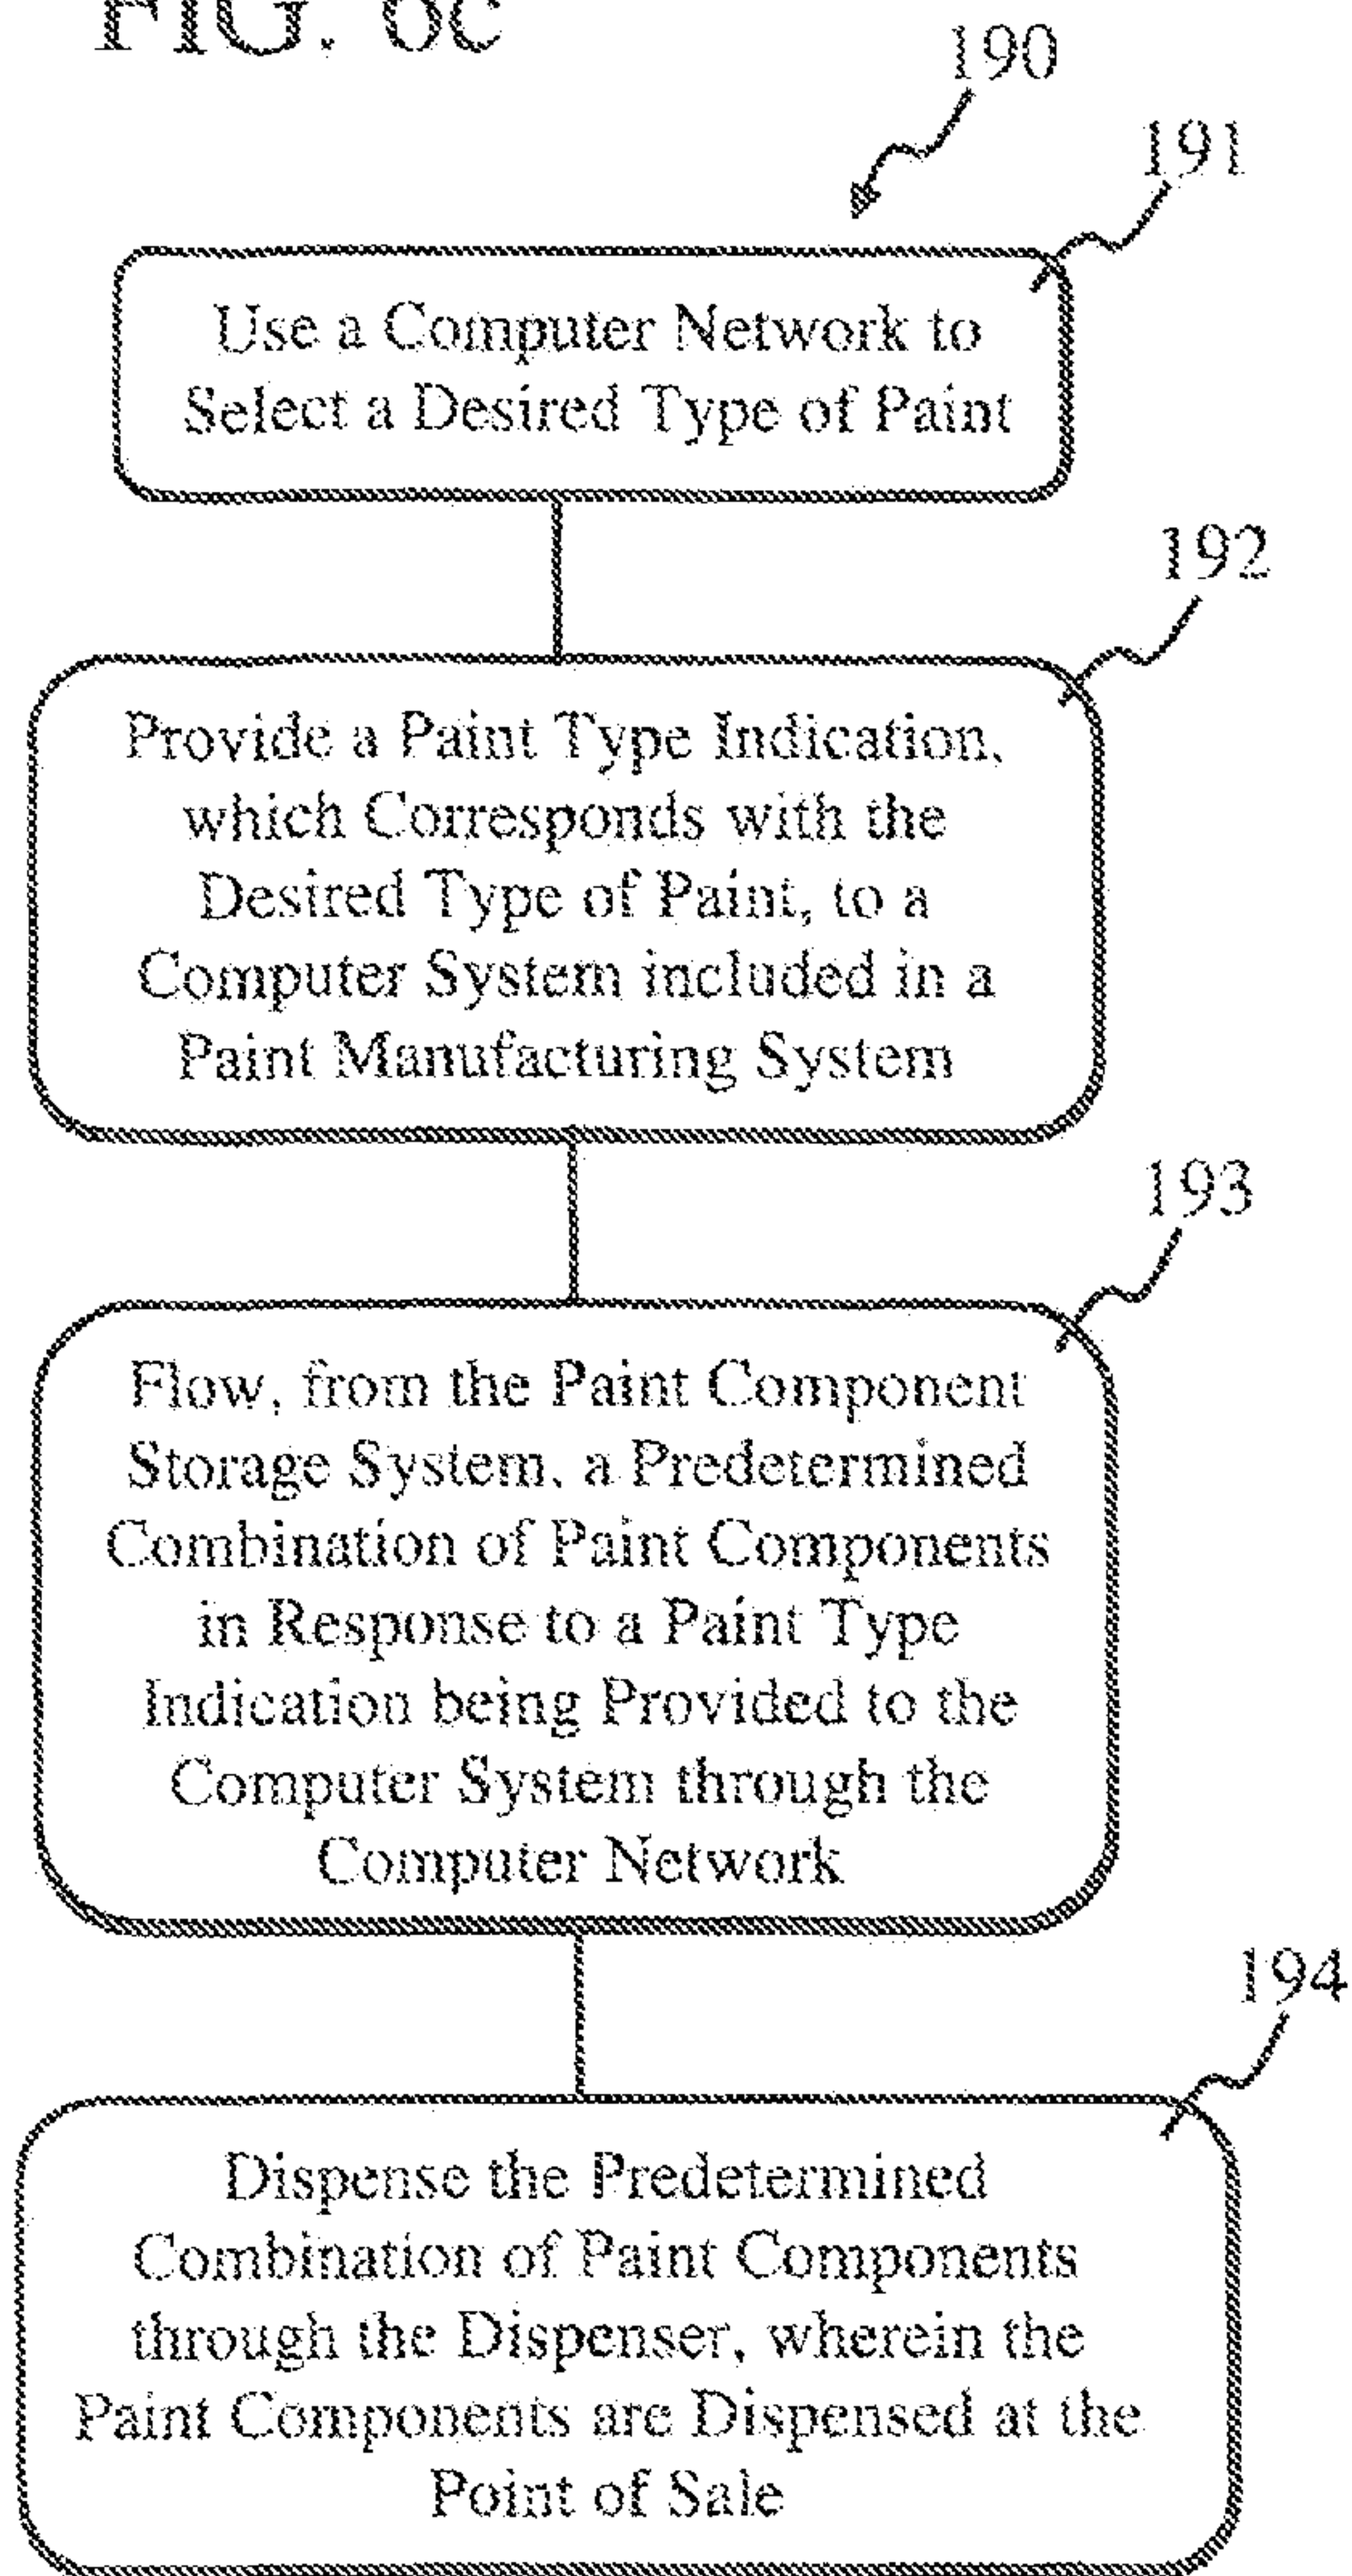 FIG. 6c
190
191
Use a Computer Network to
Select a Desired Type of Paint
192
Provide a Paint Type Indication,
which Corresponds with the
Desired Type of Paint, to a
Computer System included in a
Paint Manufacturing System
193
Flow, from the Paint Component
Storage System, a Predetermined
Combination of Paint Components
in Response to a Paint Type
Indication being Provided to the
Computer System through the
Computer Network
194
Dispense the Predetermined
Combination of Paint Components
through the Dispenser, wherein the
Paint Components are Dispensed at the
Point of Sale